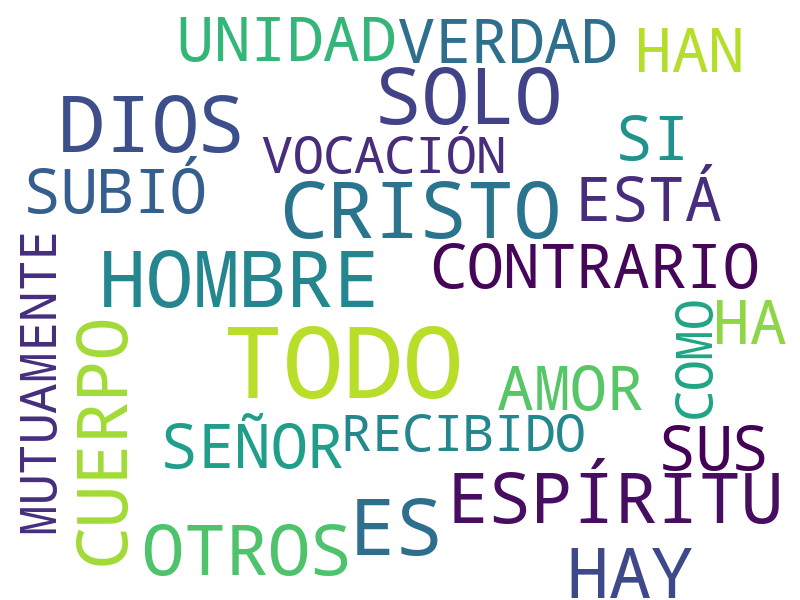 UNIDAD
VERDAD
HAN
SOLO
DIOS
SI
VOCACIÓN
SUBIÓ
CRISTO
ESTÁ
MUTUAMENTE
HOMBRE
CONTRARIO
HA
COMO
CUERPO
TODO
AMOR
SEÑOR
RECIBIDO
SUS
ESPÍRITU
ES
OTROS
HAY